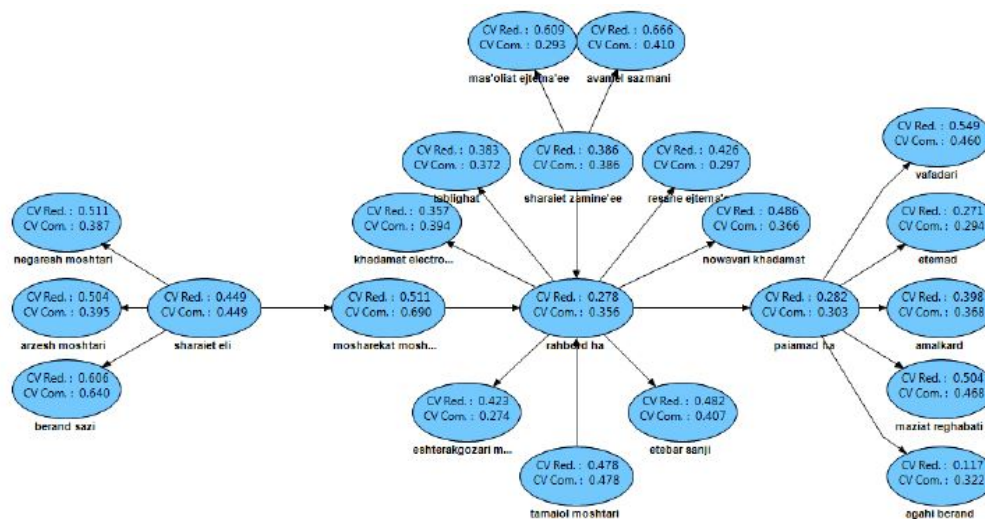 CV Red. : 0.609
CV Com. : 0.293
mas'oliat ejtema'ee
CV Red. : 0.666
CV Com. : 0.410
avamel sazmani
CV Red. : 0.383
CV Com. : 0.372
tablighat
CV Red. : 0.386
CV Com. : 0.386
sharaiet zamine'ee
CV Red. : 0.426
CV Com. : 0.297
resane ejtema'e
CV Red. : 0.549
CV Com. : 0.460
vafadari
CV Red. : 0.511
CV Com. : 0.387
negaresh moshtari
CV Red. : 0.357
CV Com. : 0.394
khadamat electro...
CV Red. : 0.486
CV Com. : 0.366
nowavari khadamat
CV Red. : 0.271
CV Com. : 0.294
etemad
CV Red. : 0.504
CV Com. : 0.395
arzesh moshtari
CV Red. : 0.449
CV Com. : 0.449
sharaiet eli
CV Red. : 0.511
CV Com. : 0.690
mosharekat mosh...
CV Red. : 0.278
CV Com. : 0.356
rahbord ha
CV Red. : 0.282
CV Com. : 0.303
paiamad ha
CV Red. : 0.398
CV Com. : 0.368
amalkard
CV Red. : 0.606
CV Com. : 0.640
berand sazi
CV Red. : 0.423
CV Com. : 0.274
eshterakgozari m...
CV Red. : 0.482
CV Com. : 0.407
etebar sanji
CV Red. : 0.504
CV Com. : 0.468
maziat reghabati
CV Red. : 0.478
CV Com. : 0.478
tamaiol moshtari
CV Red. : 0.117
CV Com. : 0.322
agahi berand